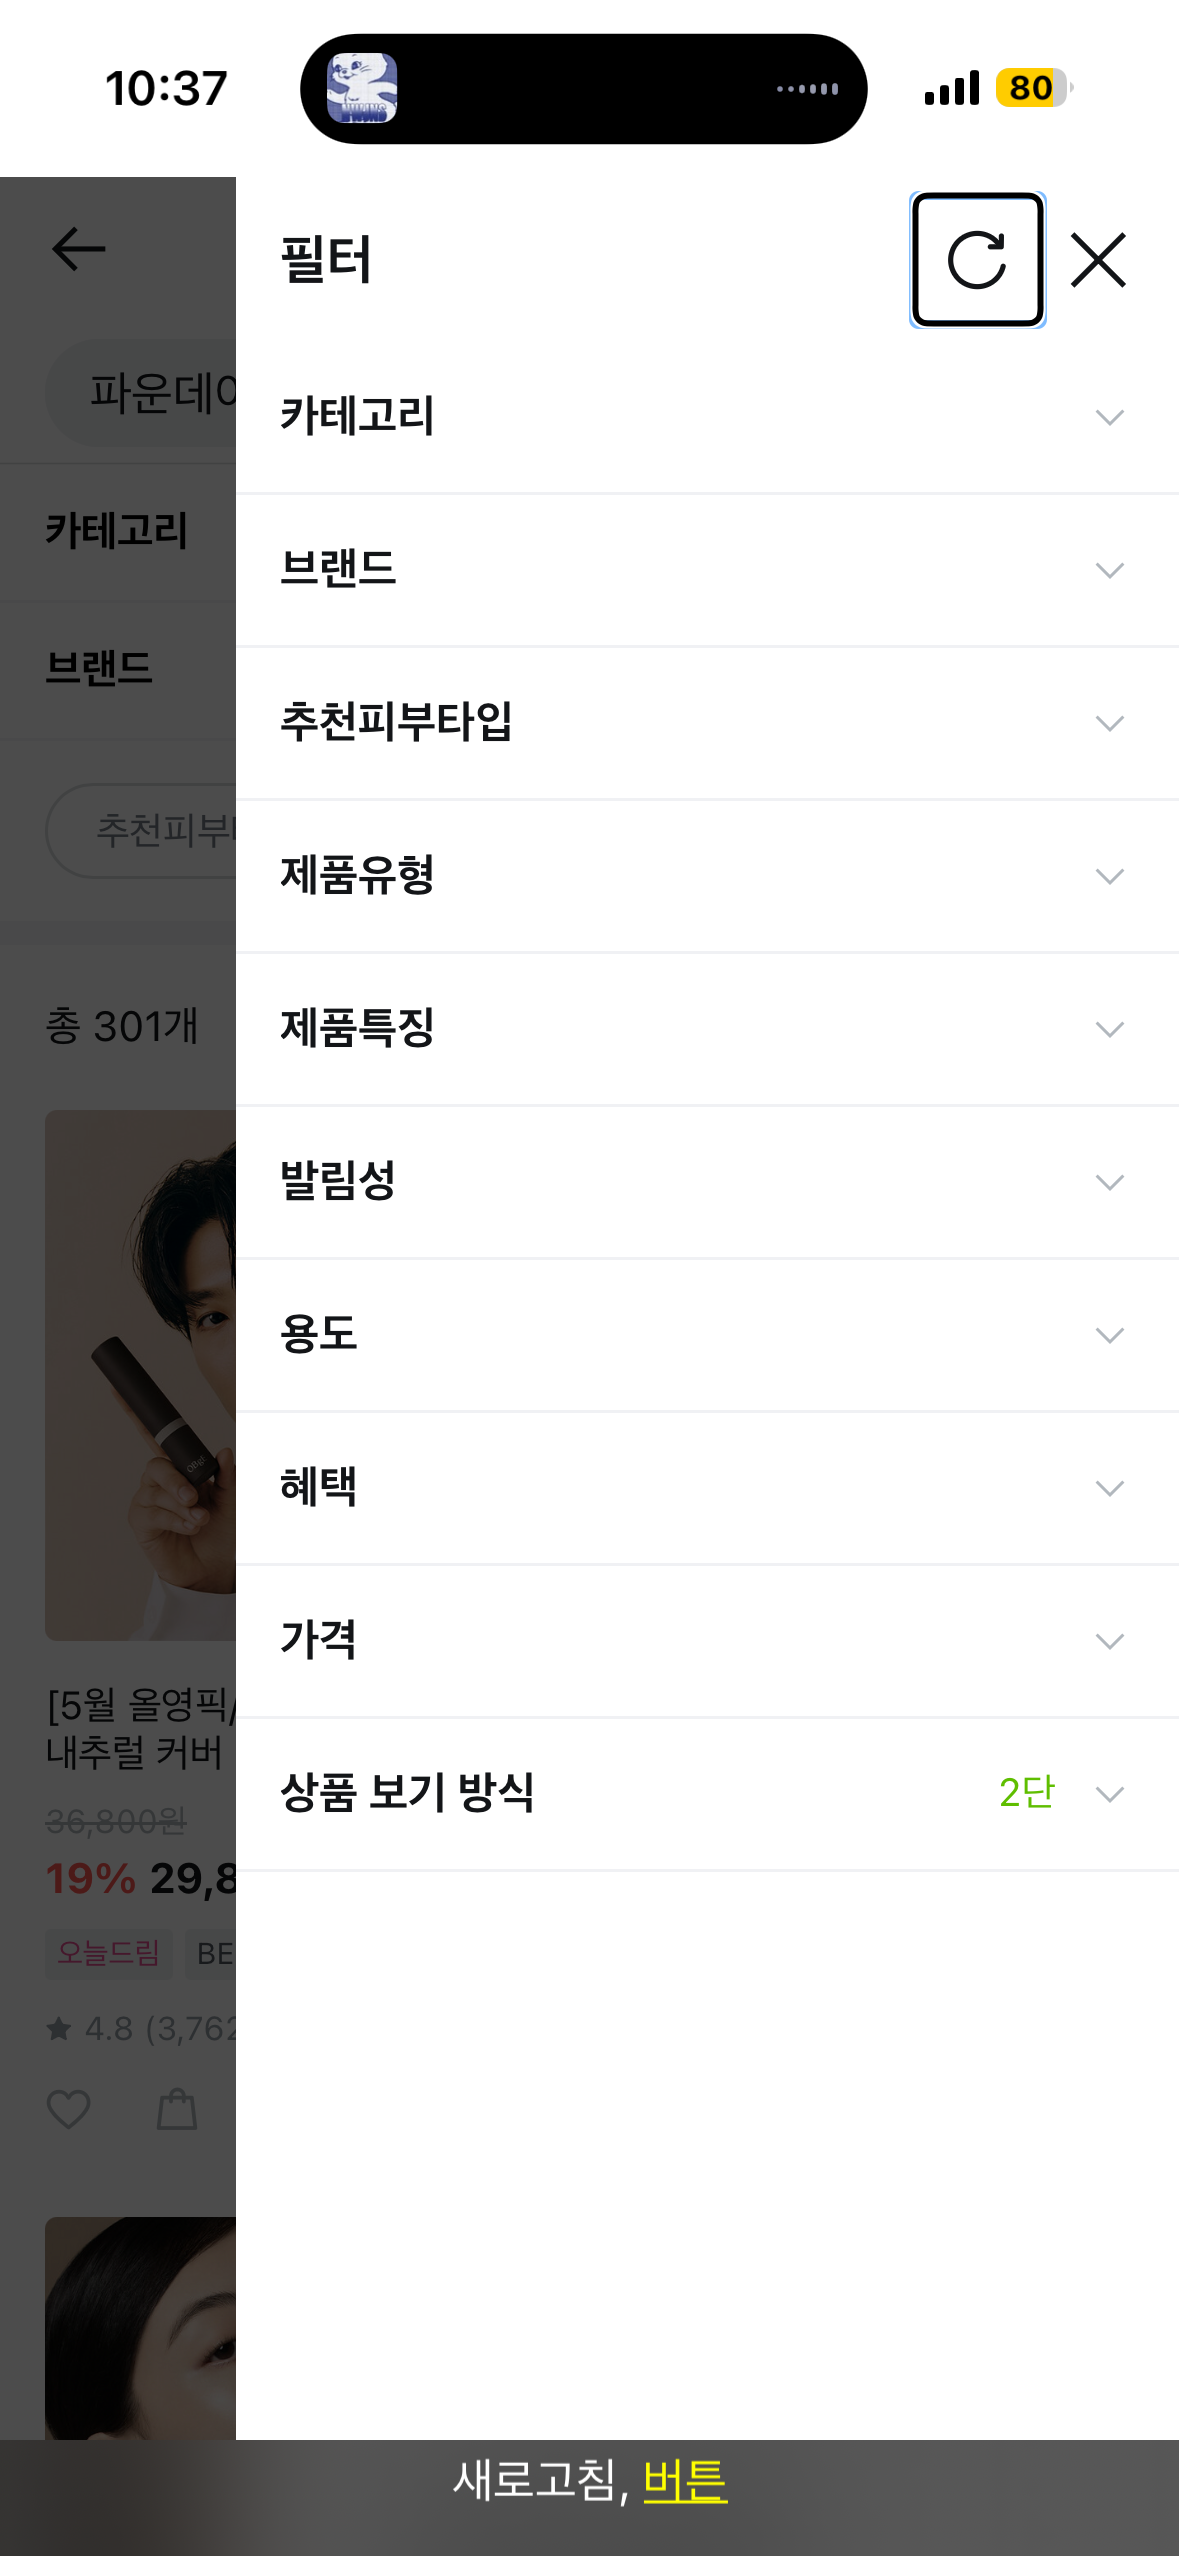 10:37
80
필터
파운데이
카테고리
브랜드
추천피부
총 301개
[5월 올영픽/
내추럴 커버
36,800원
19% 29,8
오늘드림 BE
4.8 (3,762
카테고리
브랜드
추천피부타입
제품유형
제품특징
발림성
용도
혜택
가격
상품 보기 방식 2단
새로고침, 버튼